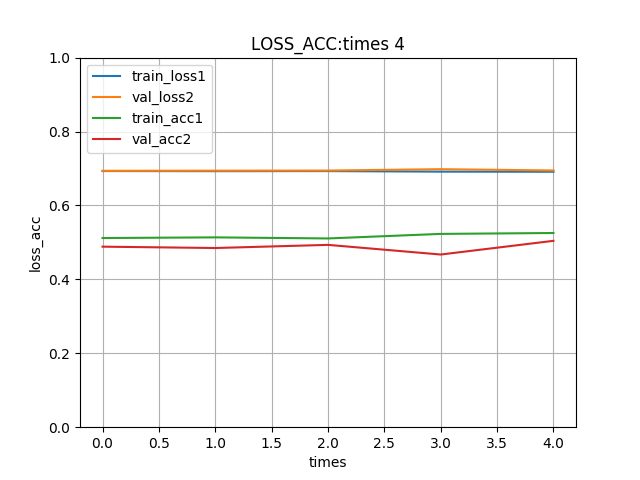 LOSS_ACC:times 4
1.0
0.8
0.6
0.4
0.2
0.0
loss_acc
train_loss1
val_loss2
train_acc1
val_acc2
0.0 0.5 1.0 1.5 2.0 2.5 3.0 3.5 4.0
times